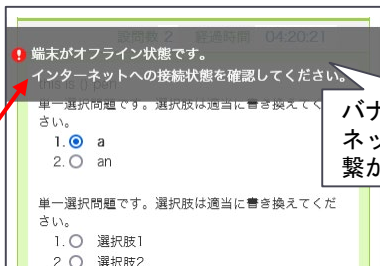 設問数 2 経過時間 04:20:21
端末がオフライン状態です。
インターネットへの接続状態を確認してください。
this is () pen
単一選択問題です。選択肢は適当に書き換えてく
さい。
1. a
2. an
単一選択問題です。選択肢は適当に書き換えてくだ
さい。
1. 選択肢1
2. 選択肢2
バナ
ネッ
繋か